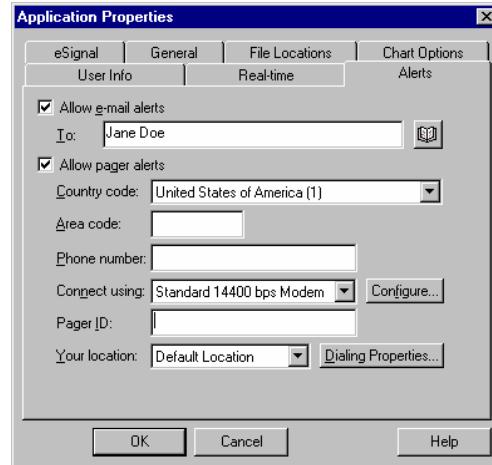 Application Properties
eSignal General File Locations Chart Options
User Info Real-time Alerts
Allow e-mail alerts
To: Jane Doe
Allow pager alerts
Country code: United States of America (1)
Area code:
Phone number:
Connect using: Standard 14400 bps Modem Configure...
Pager ID:
Your location: Default Location Dialing Properties...
OK Cancel Help